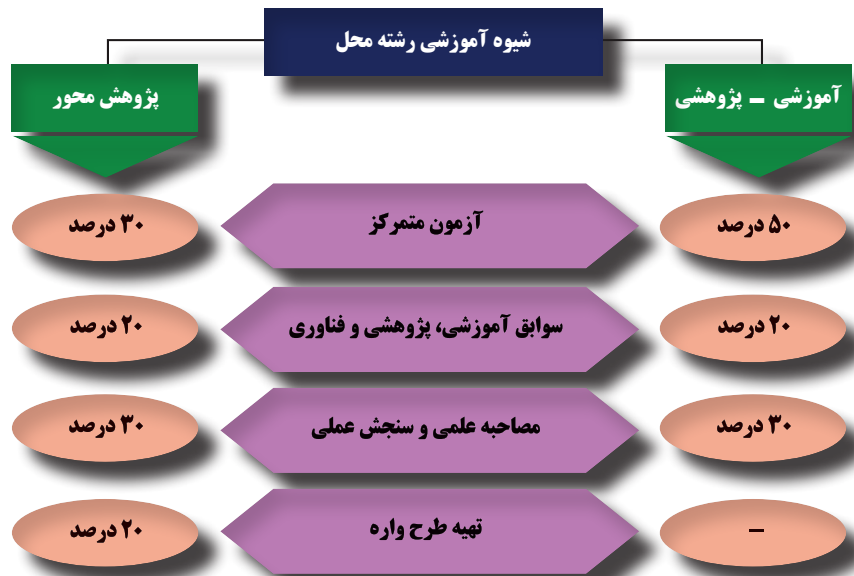 شیوه آموزشی رشته محل
آموزشی – پژوهشی
پژوهش محور
۵۰ درصد
آزمون متمرکز
۳۰ درصد
۲۰ درصد
سوابق آموزشی، پژوهشی و فناوری
۲۰ درصد
۳۰ درصد
مصاحبه علمی و سنجش عملی
۳۰ درصد
–
تهیه طرح واره
۲۰ درصد